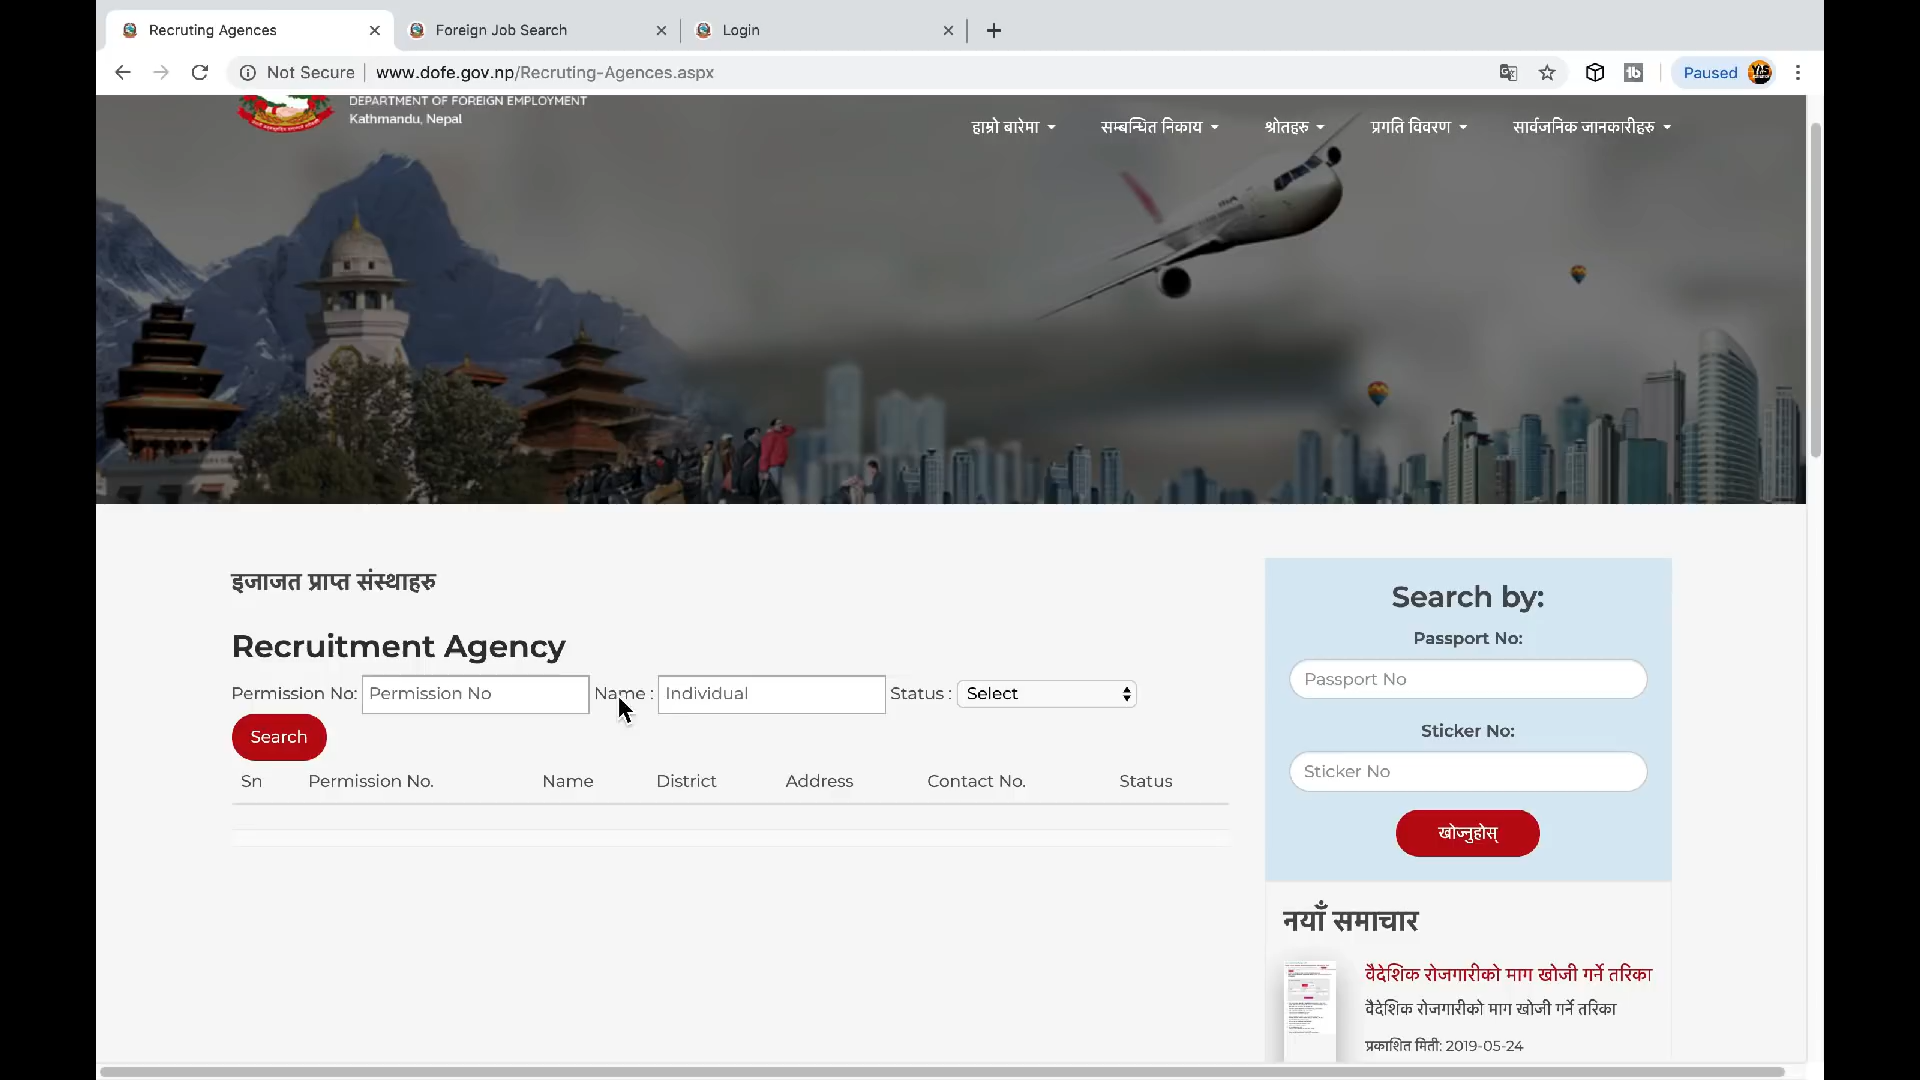 Recruting Agences
Foreign Job Search
Login
Not Secure
www.dofe.gov.np/Recruting-Agences.aspx
Paused
DEPARTMENT OF FOREIGN EMPLOYMENT
Kathmandu, Nepal
हाम्रो बारेमा
सम्बन्धित निकाय
श्रोतहरु
प्रगति विवरण
सार्वजनिक जानकारीहरु
इजाजत प्राप्त संस्थाहरु
Recruitment Agency
Permission No: Permission No Name : Individual Status : Select
Search
Sn Permission No. Name District Address Contact No. Status
Search by:
Passport No:
Passport No
Sticker No:
Sticker No
खोज्नुहोस्
नयाँ समाचार
वैदेशिक रोजगारीको माग खोजी गर्ने तरिका
वैदेशिक रोजगारीको माग खोजी गर्ने तरिका
प्रकाशित मिती: 2019-05-24